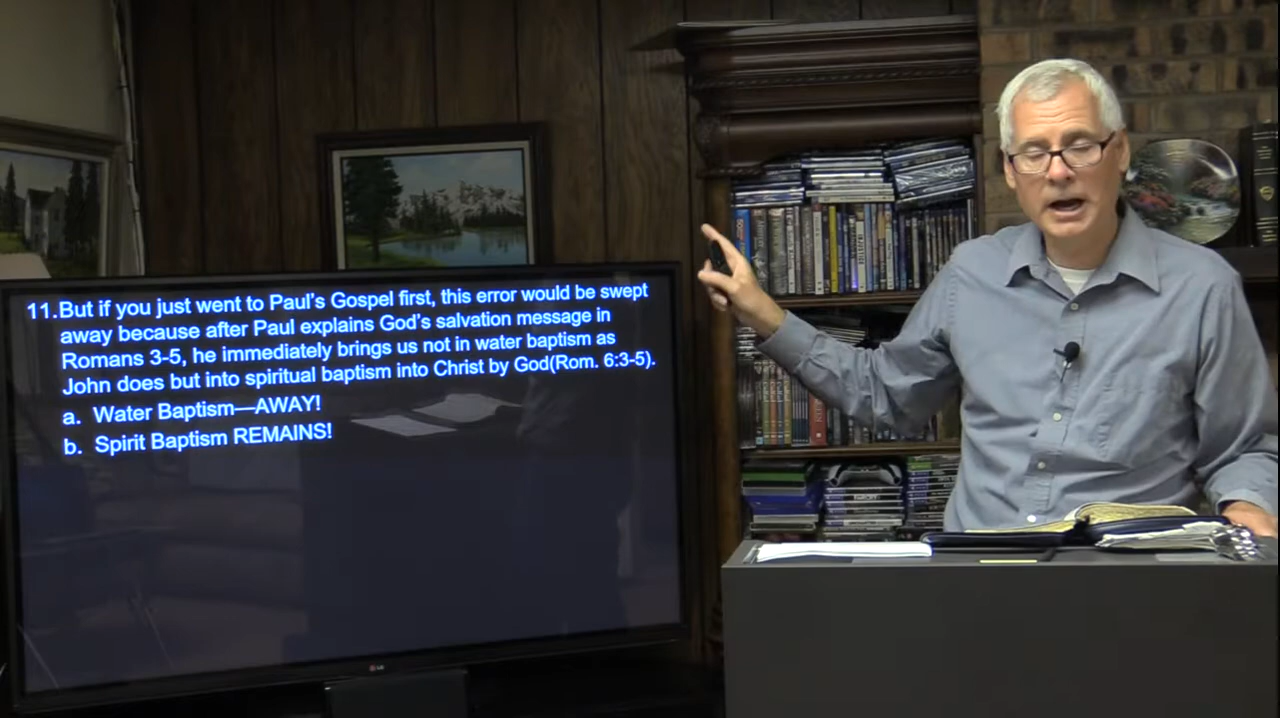 11.But if you just went to Paul's Gospel first, this error would be swept
away because after Paul explains God's salvation message in
Romans 3-5, he immediately brings us not in water baptism as
John does but into spiritual baptism into Christ by God(Rom. 6:3-5).
a. Water Baptism—AWAY!
b. Spirit Baptism REMAINS!
LG